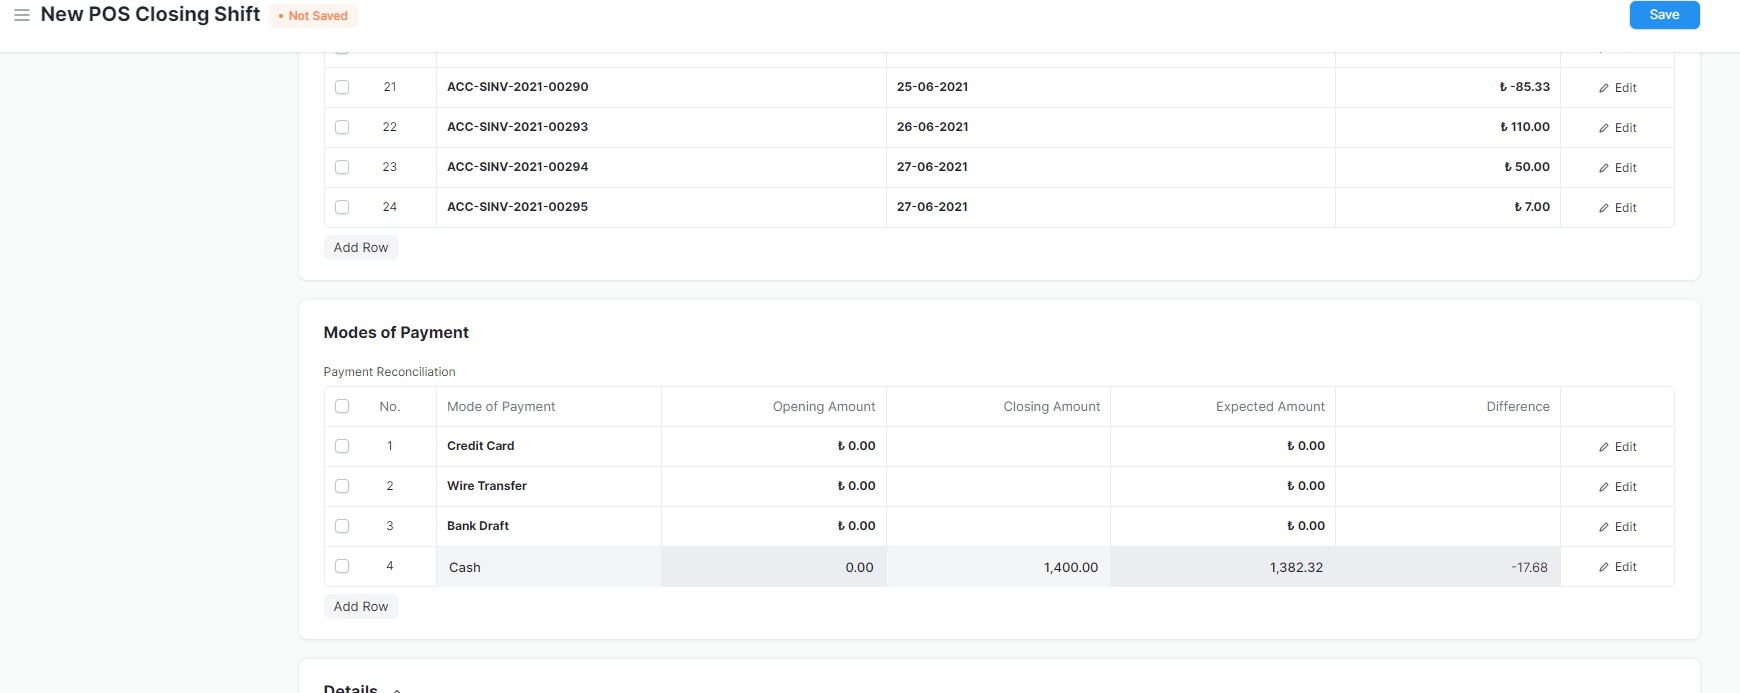 New POS Closing Shift • Not Saved Save
21 ACC-SINV-2021-00290 25-06-2021 ₺ -85.33 Edit
22 ACC-SINV-2021-00293 26-06-2021 ₺ 110.00 Edit
23 ACC-SINV-2021-00294 27-06-2021 ₺ 50.00 Edit
24 ACC-SINV-2021-00295 27-06-2021 ₺ 7.00 Edit
Add Row
Modes of Payment
Payment Reconciliation
No. Mode of Payment Opening Amount Closing Amount Expected Amount Difference
1 Credit Card ₺ 0.00 ₺ 0.00 Edit
2 Wire Transfer ₺ 0.00 ₺ 0.00 Edit
3 Bank Draft ₺ 0.00 ₺ 0.00 Edit
4 Cash 0.00 1,400.00 1,382.32 -17.68 Edit
Add Row
Details